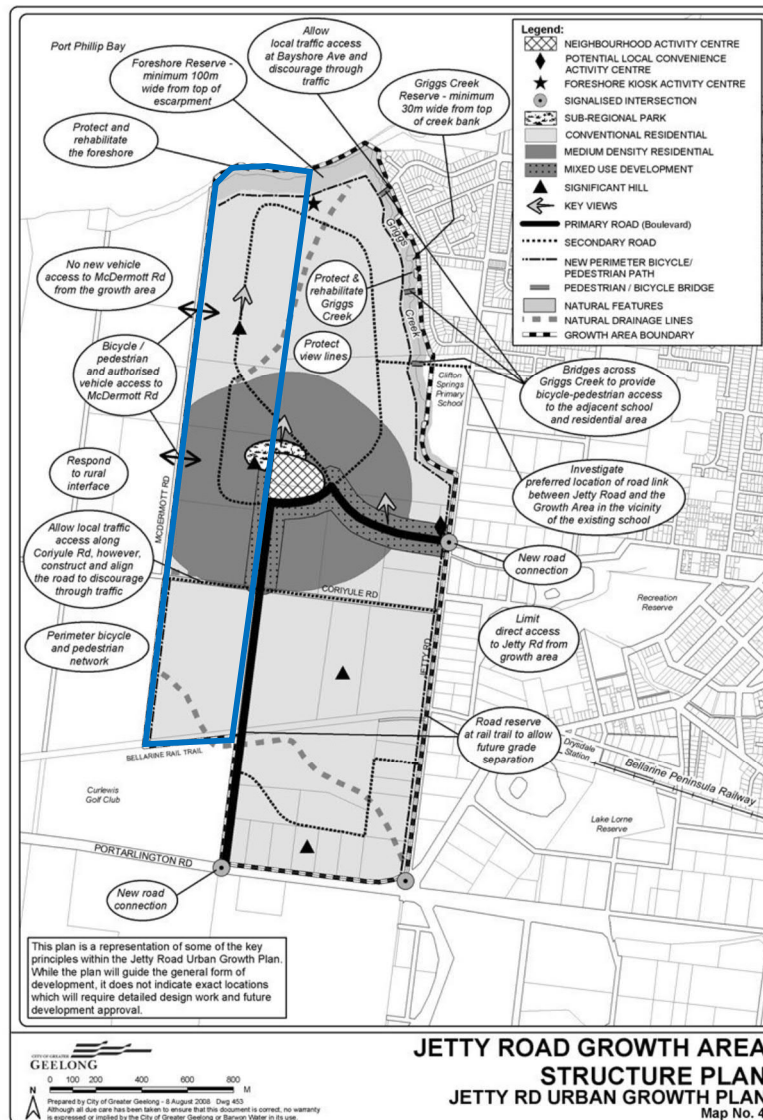 Port Phillip Bay
Allow
local traffic access
at Bayshore Ave and
discourage through
traffic
Foreshore Reserve -
minimum 100m
wide from top of
escarpment
Griggs Creek
Reserve - minimum
30m wide from top
of creek bank
Protect and
rehabilitate
the foreshore
Legend:
NEIGHBOURHOOD ACTIVITY CENTRE
POTENTIAL LOCAL CONVENIENCE
ACTIVITY CENTRE
FORESHORE KIOSK ACTIVITY CENTRE
SIGNALISED INTERSECTION
SUB-REGIONAL PARK
CONVENTIONAL RESIDENTIAL
MEDIUM DENSITY RESIDENTIAL
MIXED USE DEVELOPMENT
SIGNIFICANT HILL
KEY VIEWS
PRIMARY ROAD (Boulevard)
SECONDARY ROAD
NEW PERIMETER BICYCLE/
PEDESTRIAN PATH
PEDESTRIAN / BICYCLE BRIDGE
NATURAL FEATURES
NATURAL DRAINAGE LINES
GROWTH AREA BOUNDARY
Griggs
Creek
No new vehicle
access to McDermott Rd
from the growth area
Protect &
rehabilitate
Griggs
Creek
Protect
view lines
Bicycle /
pedestrian
and authorised
vehicle access to
McDermott Rd
Clifton
Springs
Primary
School
Bridges across
Griggs Creek to provide
bicycle-pedestrian access
to the adjacent school
and residential area
Respond
to rural
interface
MCDERMOTT RD
Investigate
preferred location of road link
between Jetty Road and the
Growth Area in the vicinity
of the existing school
Allow local traffic
access along
Coriyule Rd, however,
construct and align
the road to discourage
through traffic
New road
connection
CORIYULE RD
Recreation
Reserve
Perimeter bicycle
and pedestrian
network
JETTY RD
Limit
direct access
to Jetty Rd from
growth area
Road reserve
at rail trail to allow
future grade
separation
BELLARINE RAIL TRAIL
Drysdale
Station
Bellarine Peninsula Railway
Curlewis
Golf Club
Lake Lorne
Reserve
PORTARLINGTON RD
New road
connection
This plan is a representation of some of the key
principles within the Jetty Road Urban Growth Plan.
While the plan will guide the general form of
development, it does not indicate exact locations
which will require detailed design work and future
development approval.
CITY OF GREATER
GEELONG
N
0 100 200 400 600 800 M
Prepared by City of Greater Geelong - 8 August 2008 Dwg 453
Although all due care has been taken to ensure that this document is correct, no warranty
is expressed or implied by the City of Greater Geelong or Barwon Water in its use.
JETTY ROAD GROWTH AREA
STRUCTURE PLAN
JETTY RD URBAN GROWTH PLAN
Map No. 4